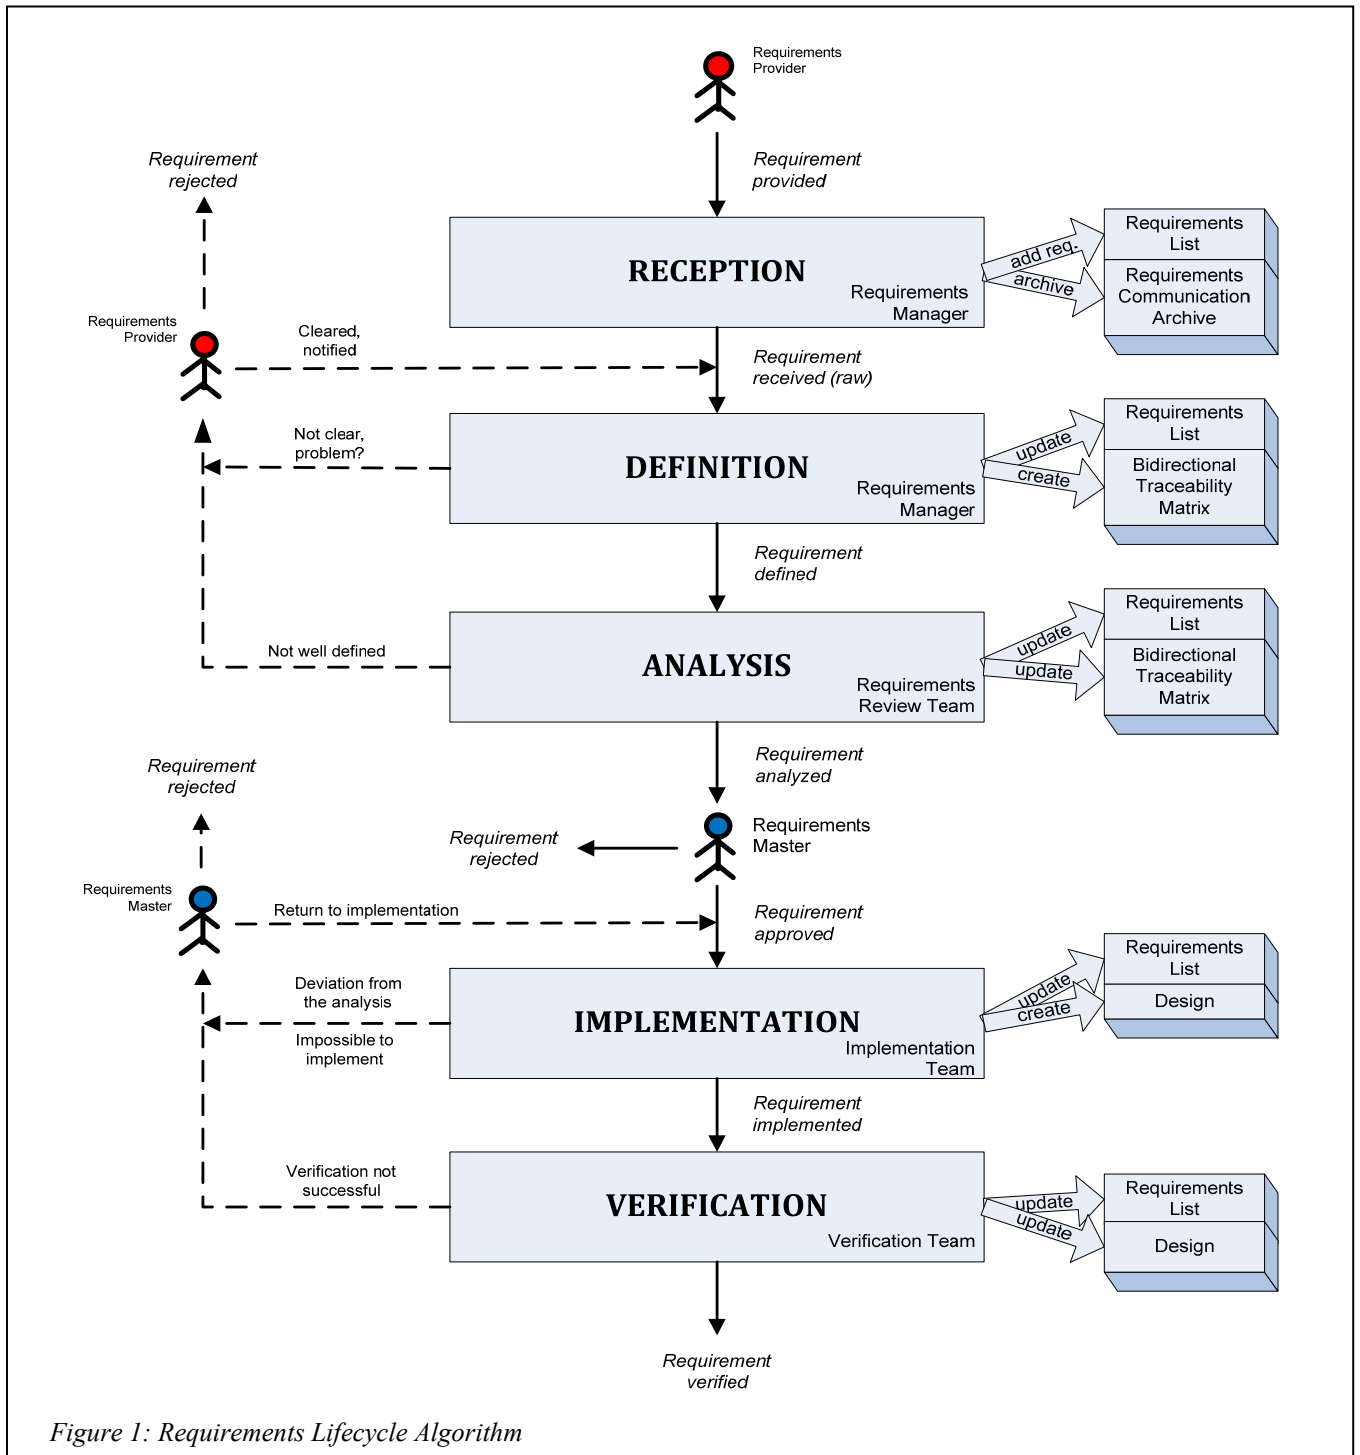 Requirements
Provider
Requirement
provided
Requirement
rejected
RECEPTION
Requirements
Manager
add req.
archive
Requirements
List
Requirements
Communication
Archive
Requirements
Provider
Cleared,
notified
Requirement
received (raw)
Not clear,
problem?
DEFINITION
Requirements
Manager
update
create
Requirements
List
Bidirectional
Traceability
Matrix
Requirement
defined
Not well defined
ANALYSIS
Requirements
Review Team
update
update
Requirements
List
Bidirectional
Traceability
Matrix
Requirement
analyzed
Requirement
rejected
Requirement
rejected
Requirements
Master
Requirements
Master
Return to implementation
Requirement
approved
Deviation from
the analysis
Impossible to
implement
IMPLEMENTATION
Implementation
Team
update
create
Requirements
List
Design
Requirement
implemented
Verification not
successful
VERIFICATION
Verification Team
update
update
Requirements
List
Design
Requirement
verified
Figure 1: Requirements Lifecycle Algorithm